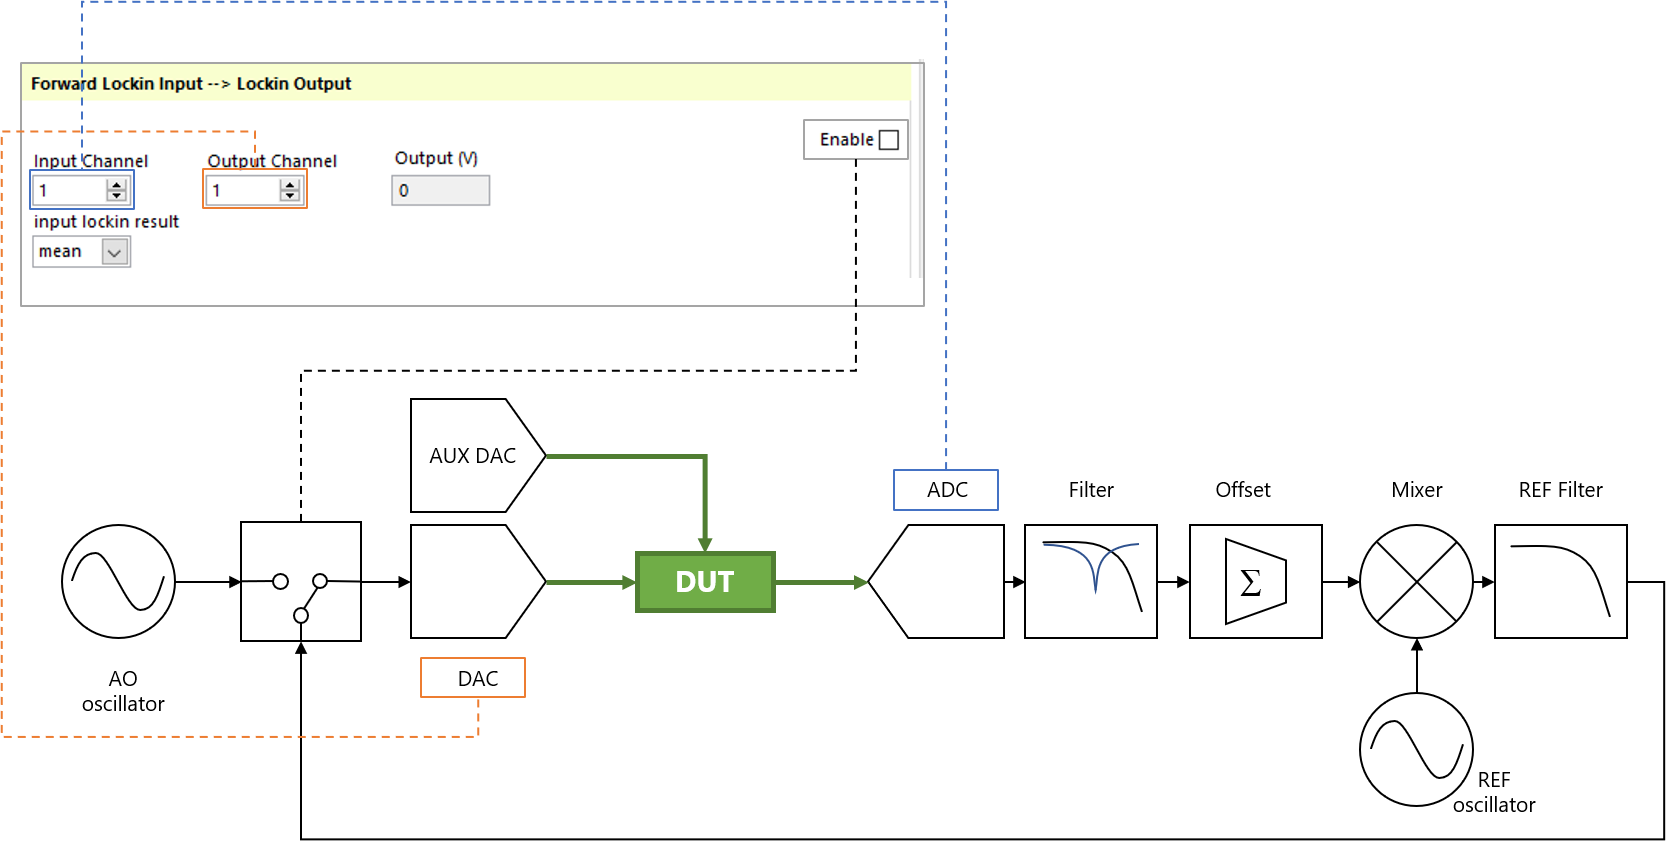 Forward Lockin Input --> Lockin Output
Enable
Input Channel
Output Channel
Output (V)
1
1
0
input lockin result
mean
AUX DAC
ADC
Filter
Offset
Mixer
REF Filter
DUT
Σ
AO
oscillator
DAC
REF
oscillator